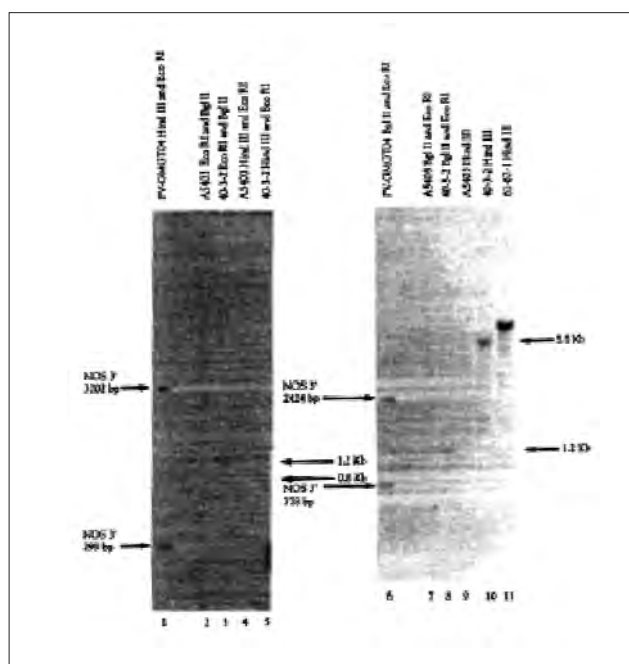 PV-GMGT04 Hind III and Eco RI
A5403 Eco RI and Bgl II
40-3-2 Eco RI and Bgl II
A5403 Hind III and Eco RI
40-3-2 Hind III and Eco RI
PV-GMGT04 Bgl II and Eco RI
A5403 Bgl II and Eco RI
40-3-2 Bgl II and Eco RI
A5403 Hind III
40-3-2 Hind III
61-67-1 Hind III
NOS 3'
bp
NOS 3'
bp
1.2 Kb
0.8 Kb
NOS 3'
2424 bp
NOS 3'
bp
Kb
1.2 Kb
1 2 3 4 5
6 7 8 9 10 11